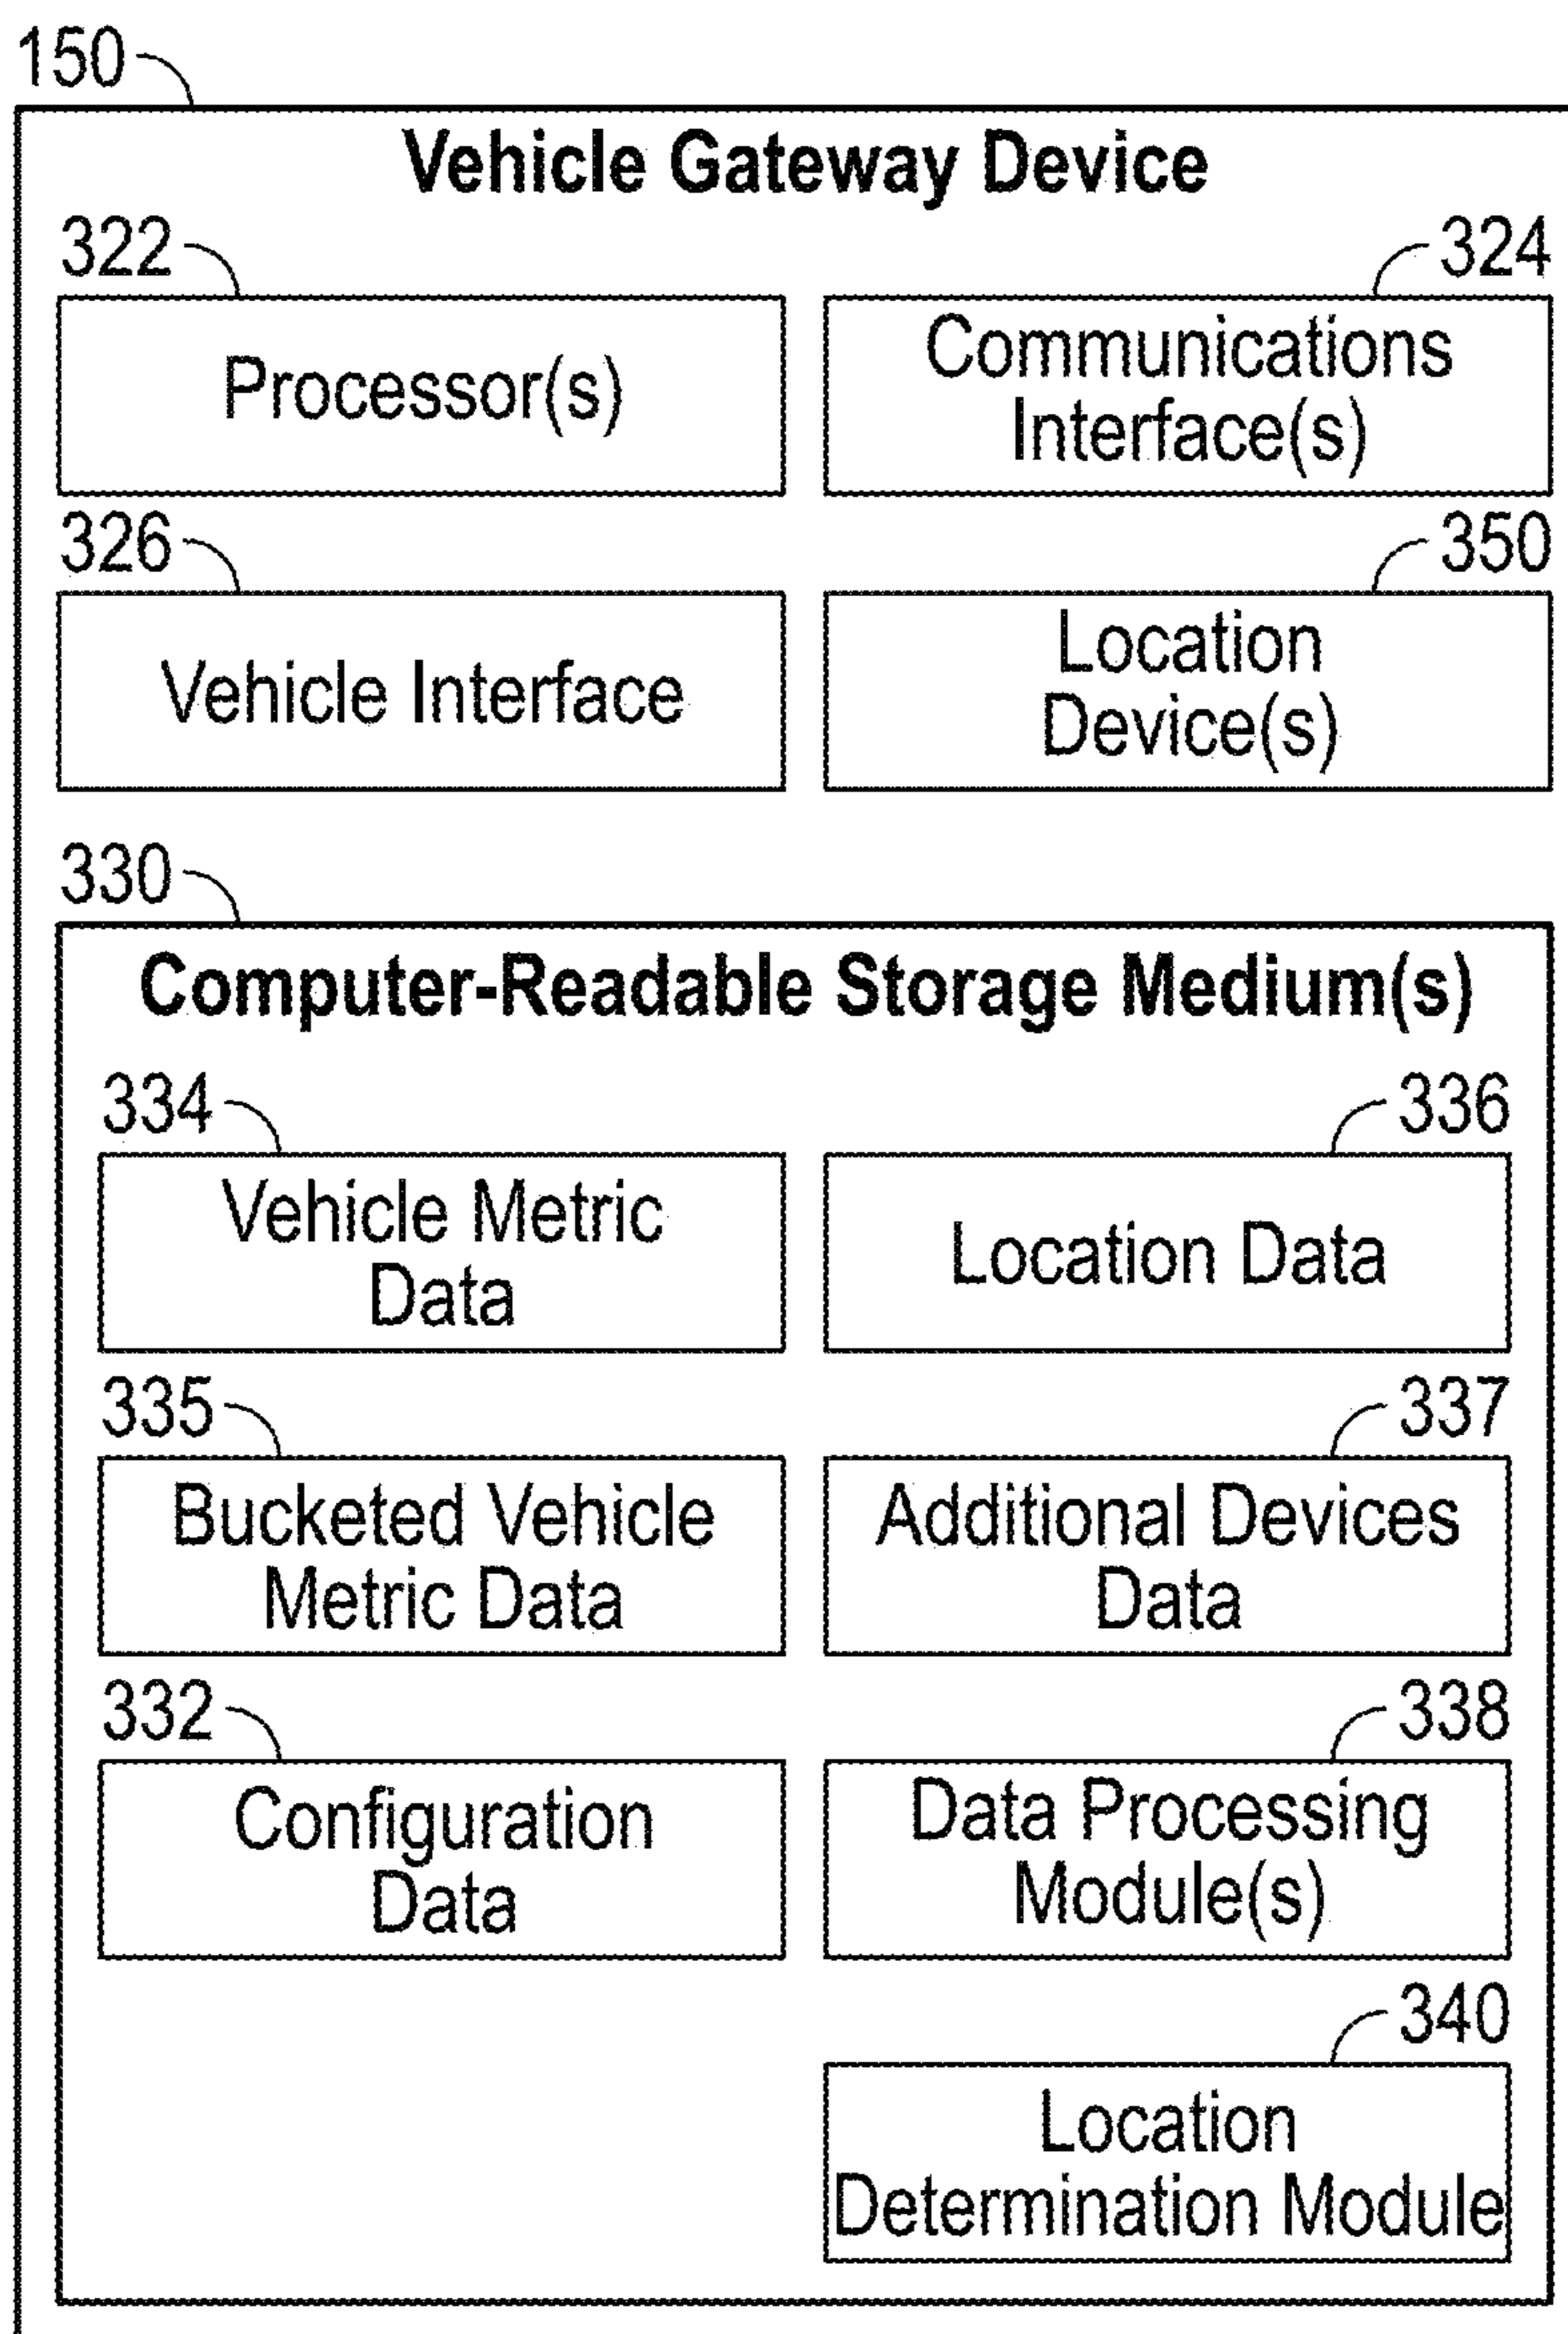 150
Vehicle Gateway Device
322
324
Processor(s)
Communications
Interface(s)
326
350
Vehicle Interface
Location
Device(s)
330
Computer-Readable Storage Medium(s)
334
336
Vehicle Metric
Data
Location Data
335
337
Bucketed Vehicle
Metric Data
Additional Devices
Data
332
338
Configuration
Data
Data Processing
Module(s)
340
Location
Determination Module